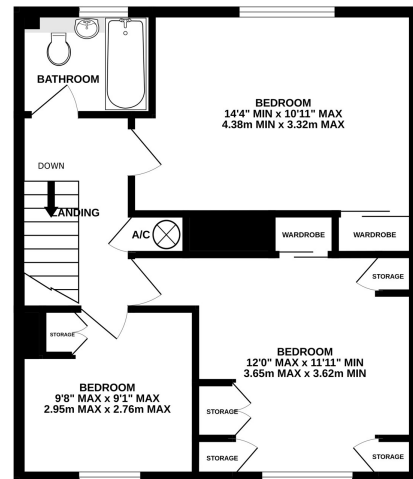 BATHROOM
BEDROOM
14'4" MIN x 10'11" MAX
4.38m MIN x 3.32m MAX
DOWN
LANDING
A/C
WARDROBE
WARDROBE
STORAGE
STORAGE
BEDROOM
12'0" MAX x 11'11" MIN
3.65m MAX x 3.62m MIN
BEDROOM
9'8" MAX x 9'1" MAX
2.95m MAX x 2.76m MAX
STORAGE
STORAGE
STORAGE